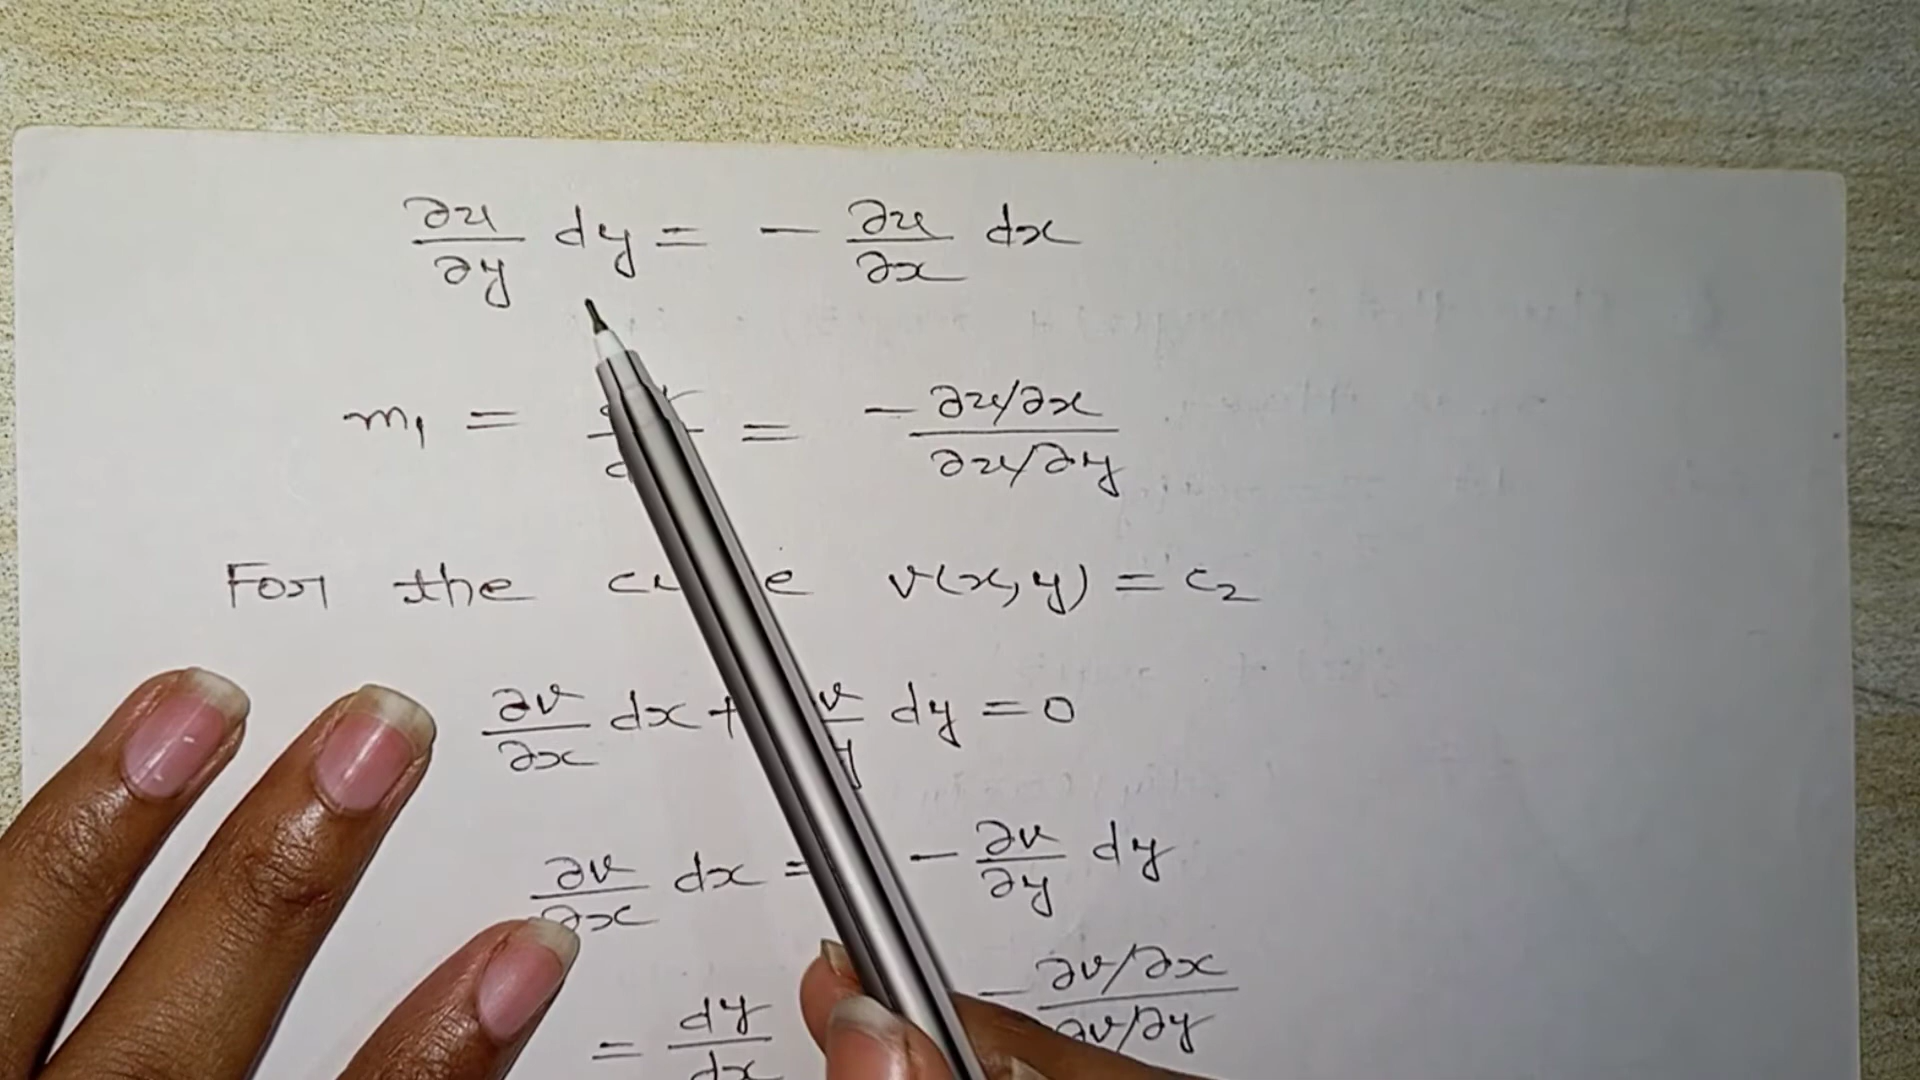 ∂u/∂y dy = - ∂u/∂x dx
m₁ = = - (∂u/∂x)/(∂u/∂y)
For the v(x,y) = c₂
∂v/∂x dx + dy = 0
∂v/∂x dx = - ∂v/∂y dy
= dy/dx - (∂v/∂x)/(∂v/∂y)